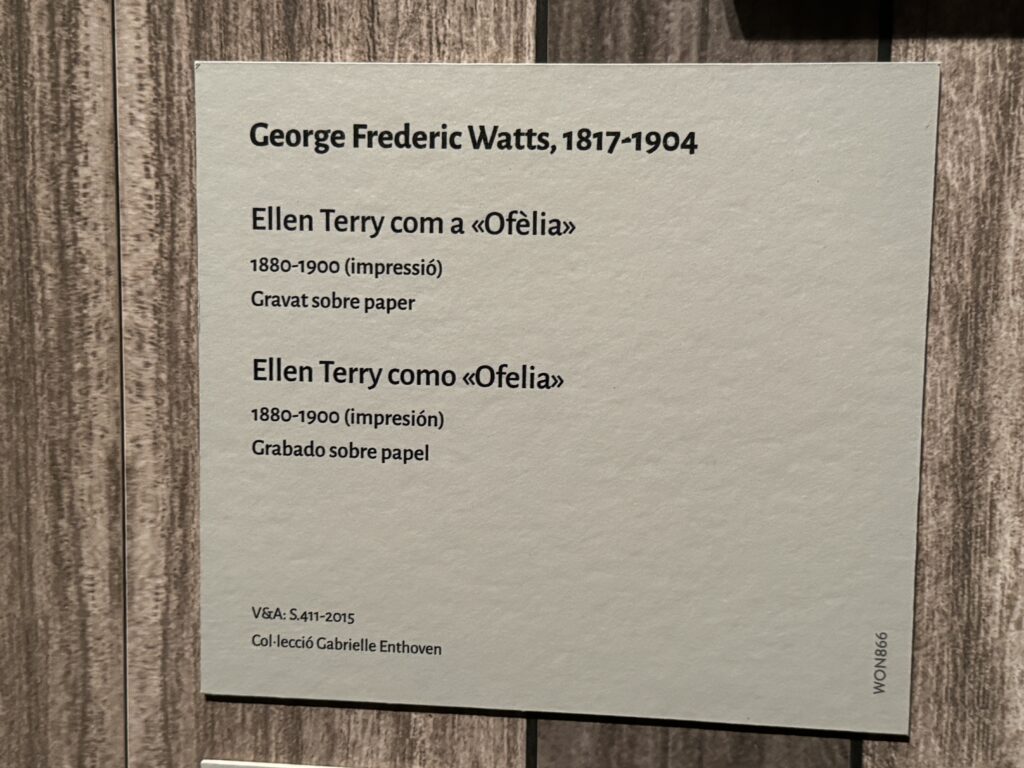 George Frederic Watts, 1817-1904
Ellen Terry com a «Ofèlia»
1880-1900 (impressió)
Gravat sobre paper
Ellen Terry como «Ofelia»
1880-1900 (impresión)
Grabado sobre papel
V&A: S.411-2015
Col·lecció Gabrielle Enthoven
WON866